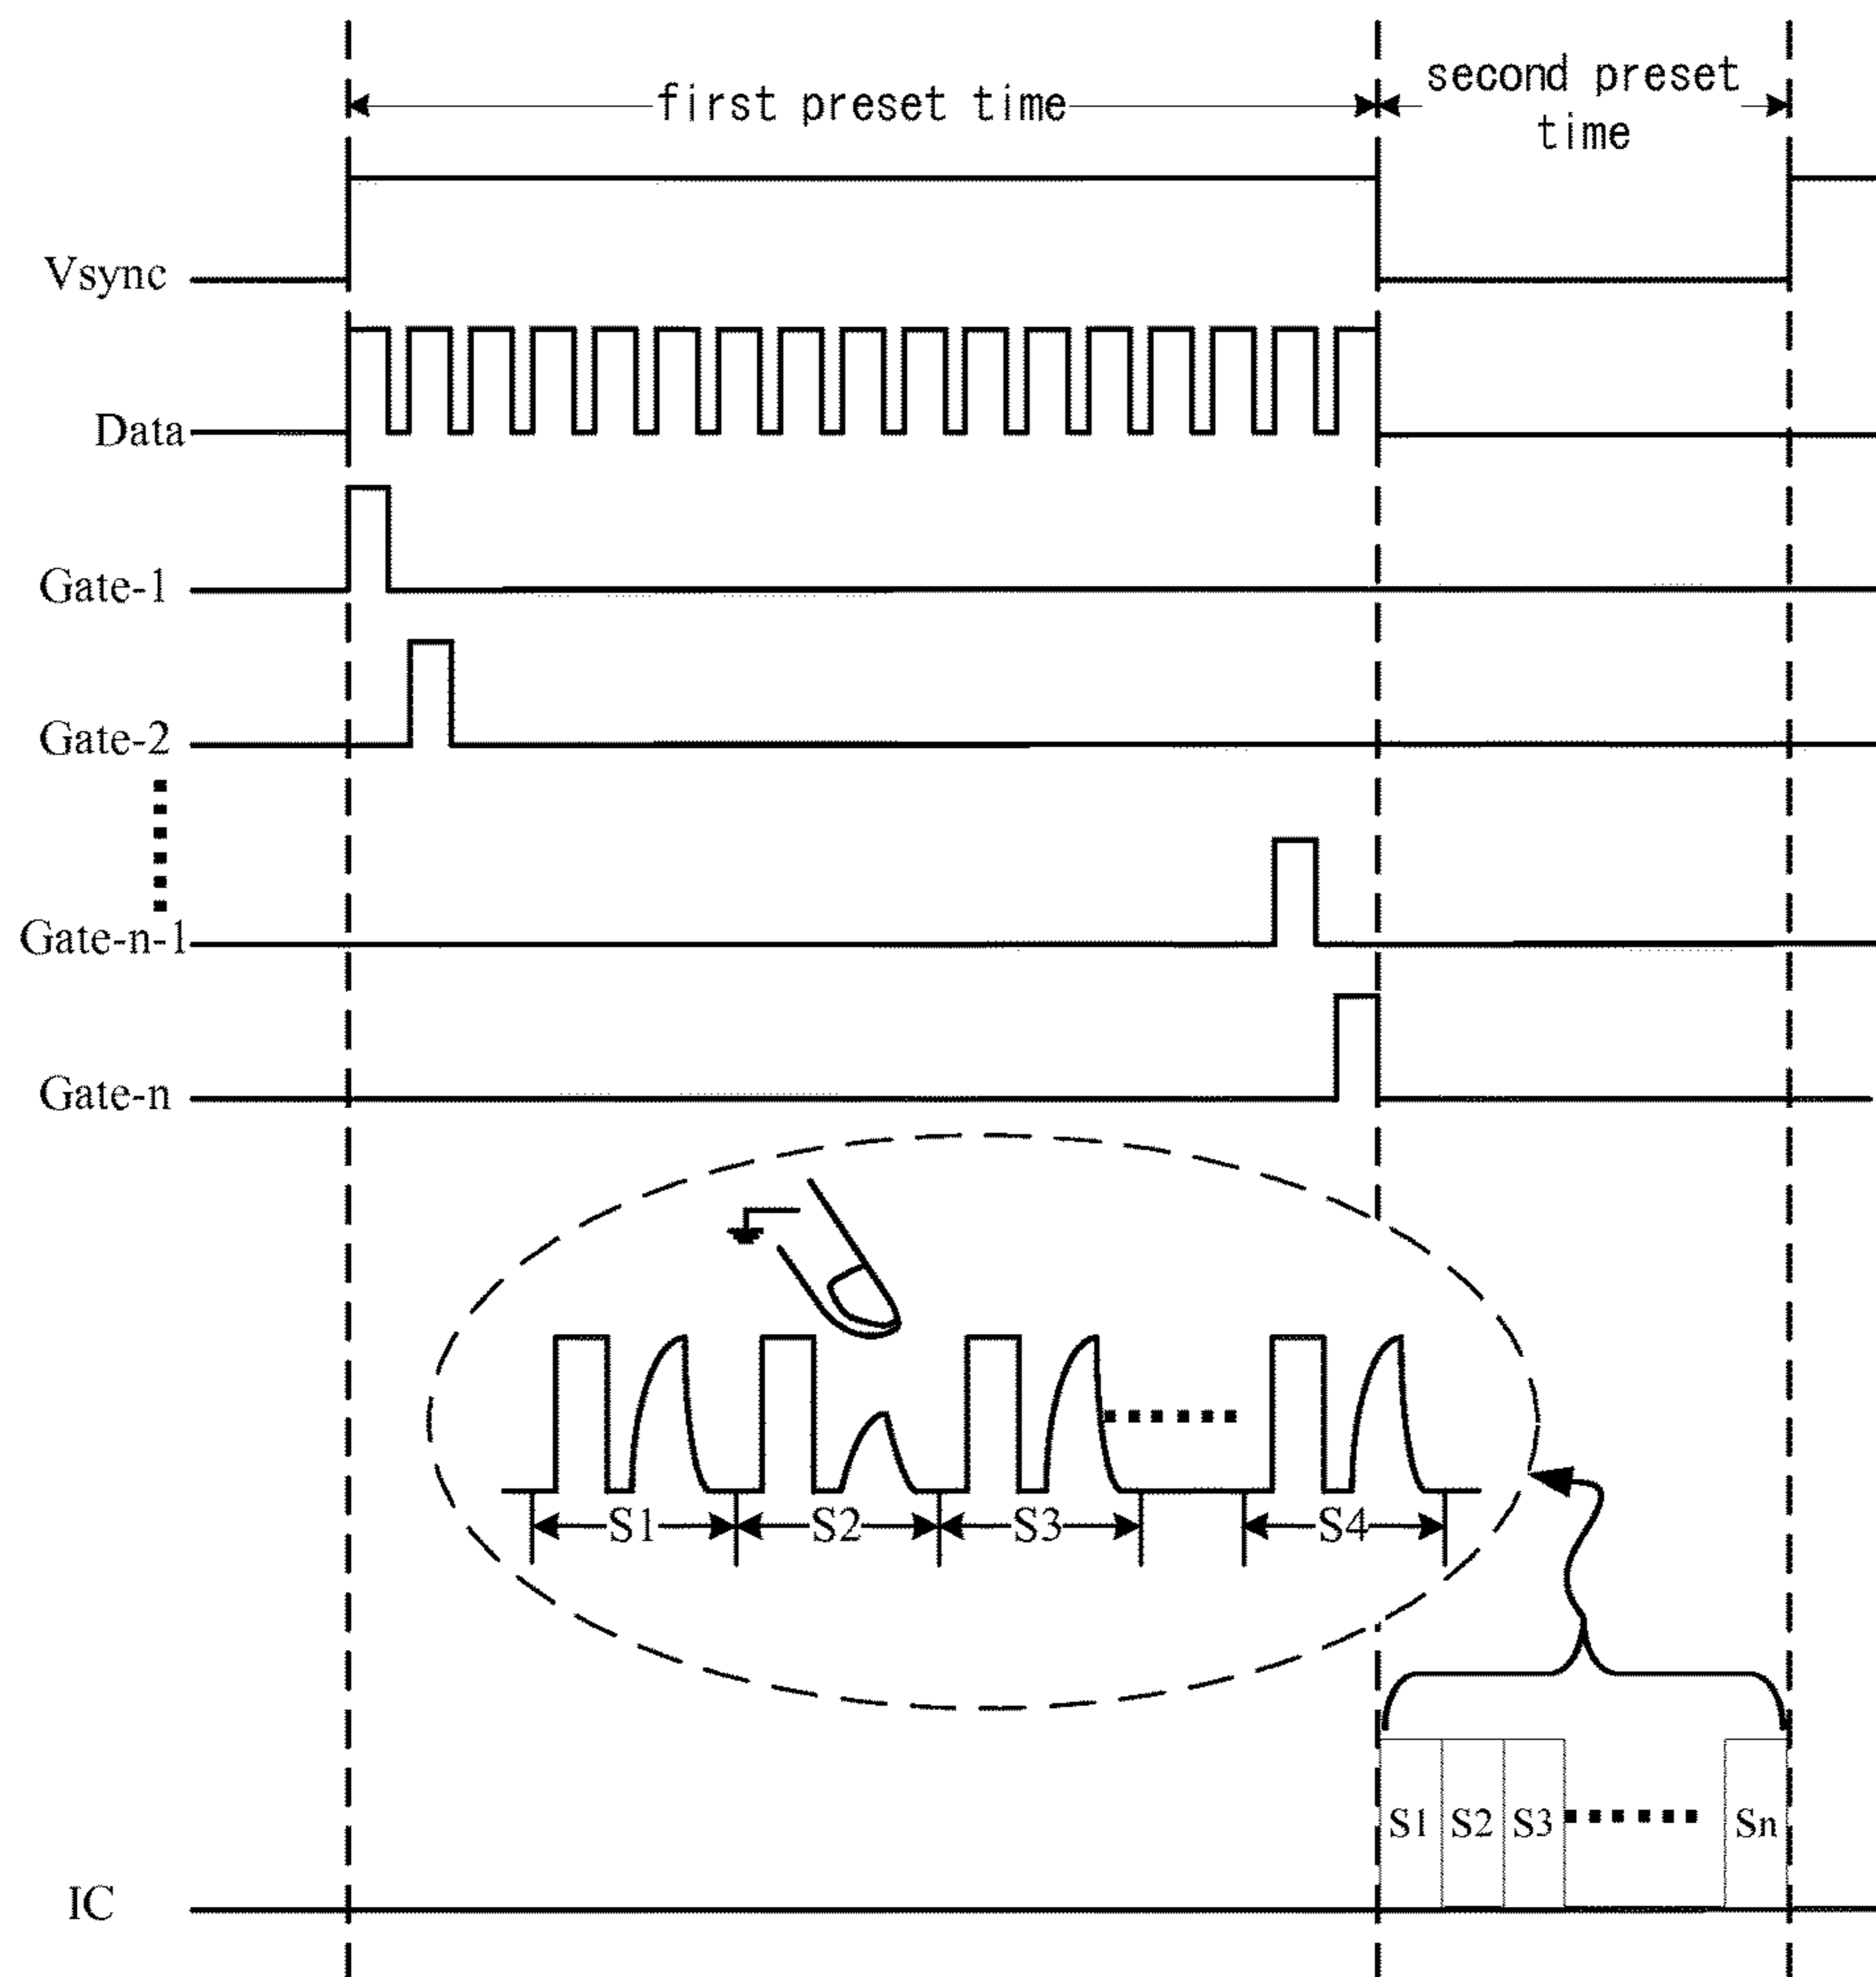 first preset time
second preset
time
Vsync
Data
Gate-1
Gate-2
Gate-n-1
Gate-n
S1 S2 S3 S4
S1 S2 S3 Sn
IC